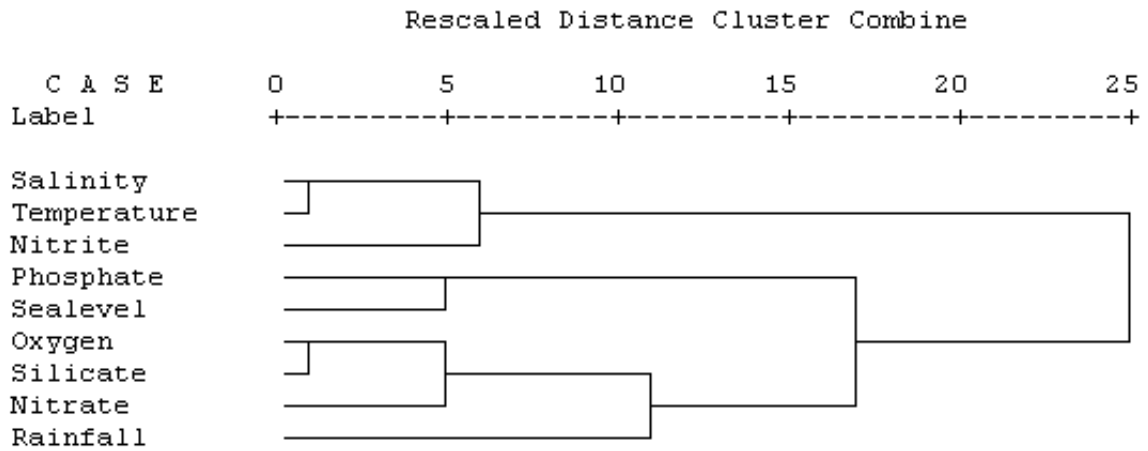 Rescaled Distance Cluster Combine
C A S E 0 5 10 15 20 25
Label +---------+---------+---------+---------+---------+
Salinity
Temperature
Nitrite
Phosphate
Sealevel
Oxygen
Silicate
Nitrate
Rainfall